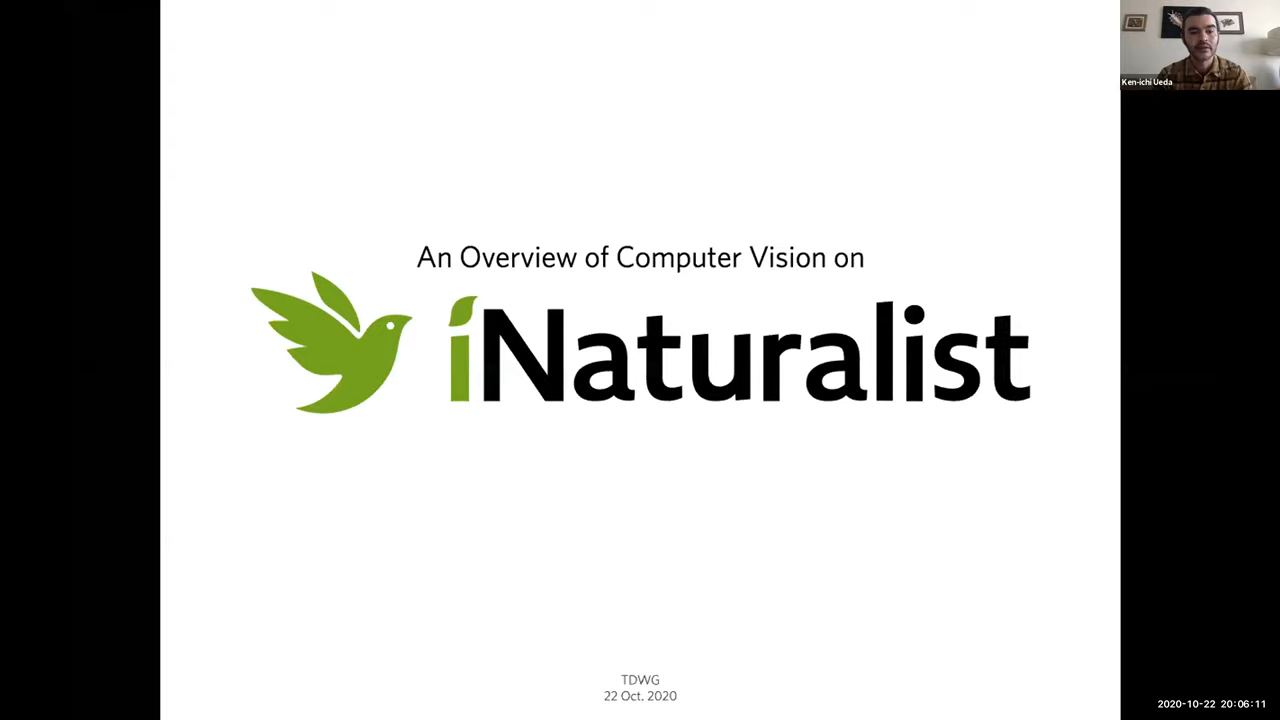 Ken-ichi Ueda
An Overview of Computer Vision on
iNaturalist
TDWG
22 Oct. 2020
2020-10-22 20:06:11